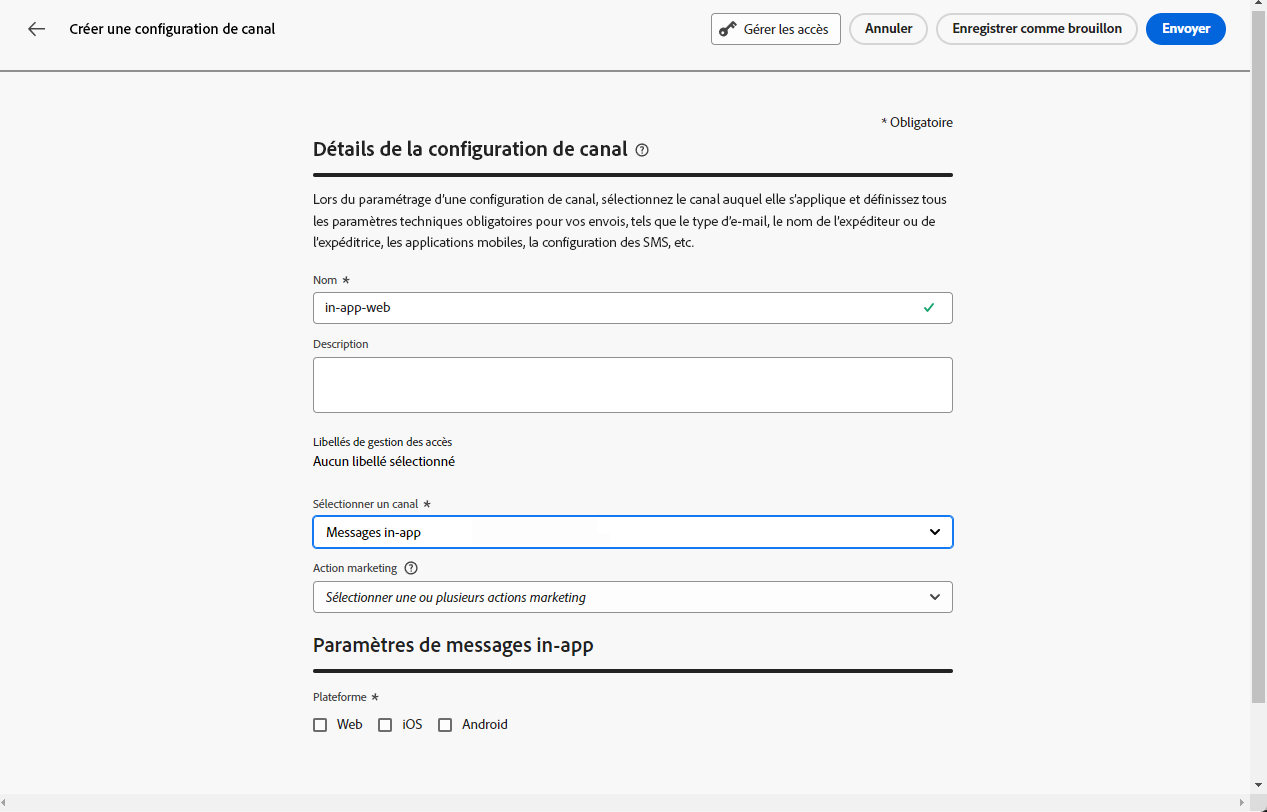 Créer une configuration de canal
Gérer les accès
Annuler
Enregistrer comme brouillon
Envoyer
* Obligatoire
Détails de la configuration de canal
Lors du paramétrage d’une configuration de canal, sélectionnez le canal auquel elle s’applique et définissez tous
les paramètres techniques obligatoires pour vos envois, tels que le type d’e-mail, le nom de l’expéditeur ou de
l’expéditrice, les applications mobiles, la configuration des SMS, etc.
Nom *
in-app-web
Description
Libellés de gestion des accès
Aucun libellé sélectionné
Sélectionner un canal *
Messages in-app
Action marketing
Sélectionner une ou plusieurs actions marketing
Paramètres de messages in-app
Plateforme *
Web iOS Android